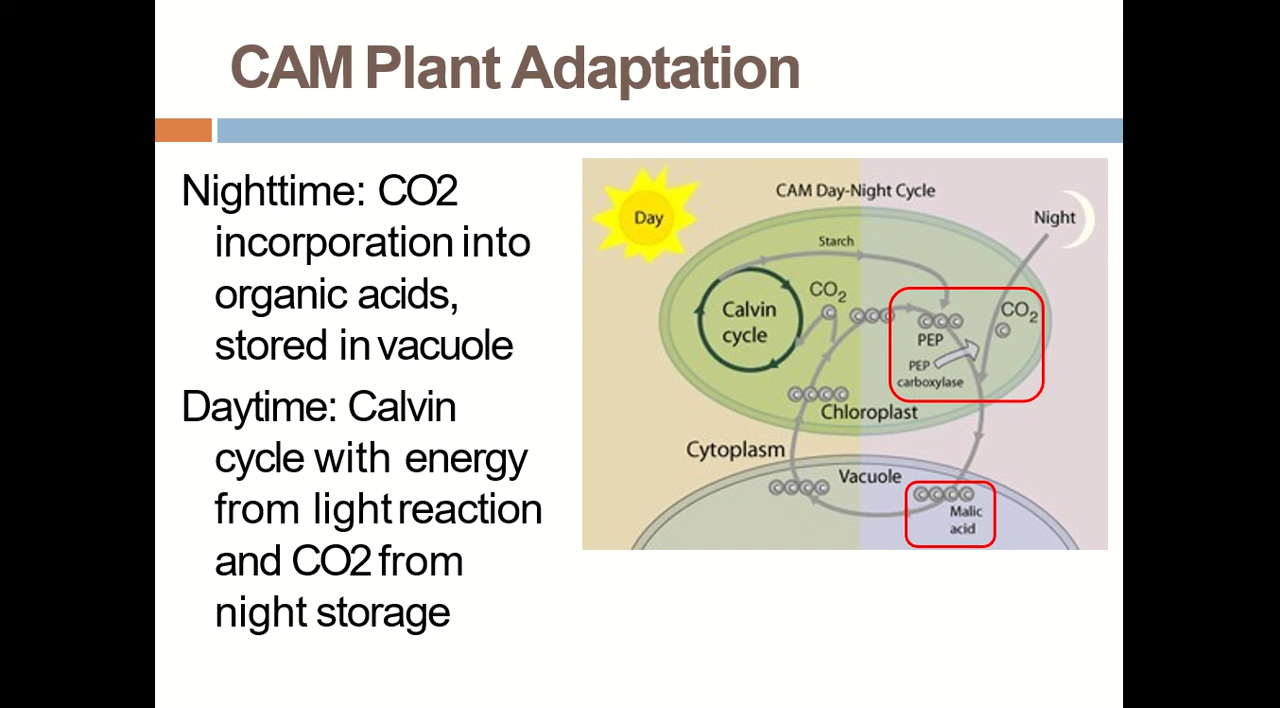 CAM Plant Adaptation
Nighttime: CO2
incorporation into
organic acids,
stored in vacuole
Daytime: Calvin
cycle with energy
from light reaction
and CO2 from
night storage
CAM Day-Night Cycle
Day
Night
Starch
CO2
Calvin
cycle
CO2
C
C C C
C C C
C
PEP
PEP
carboxylase
C C C C
Chloroplast
Cytoplasm
Vacuole
C C C C
C C C C
Malic
acid